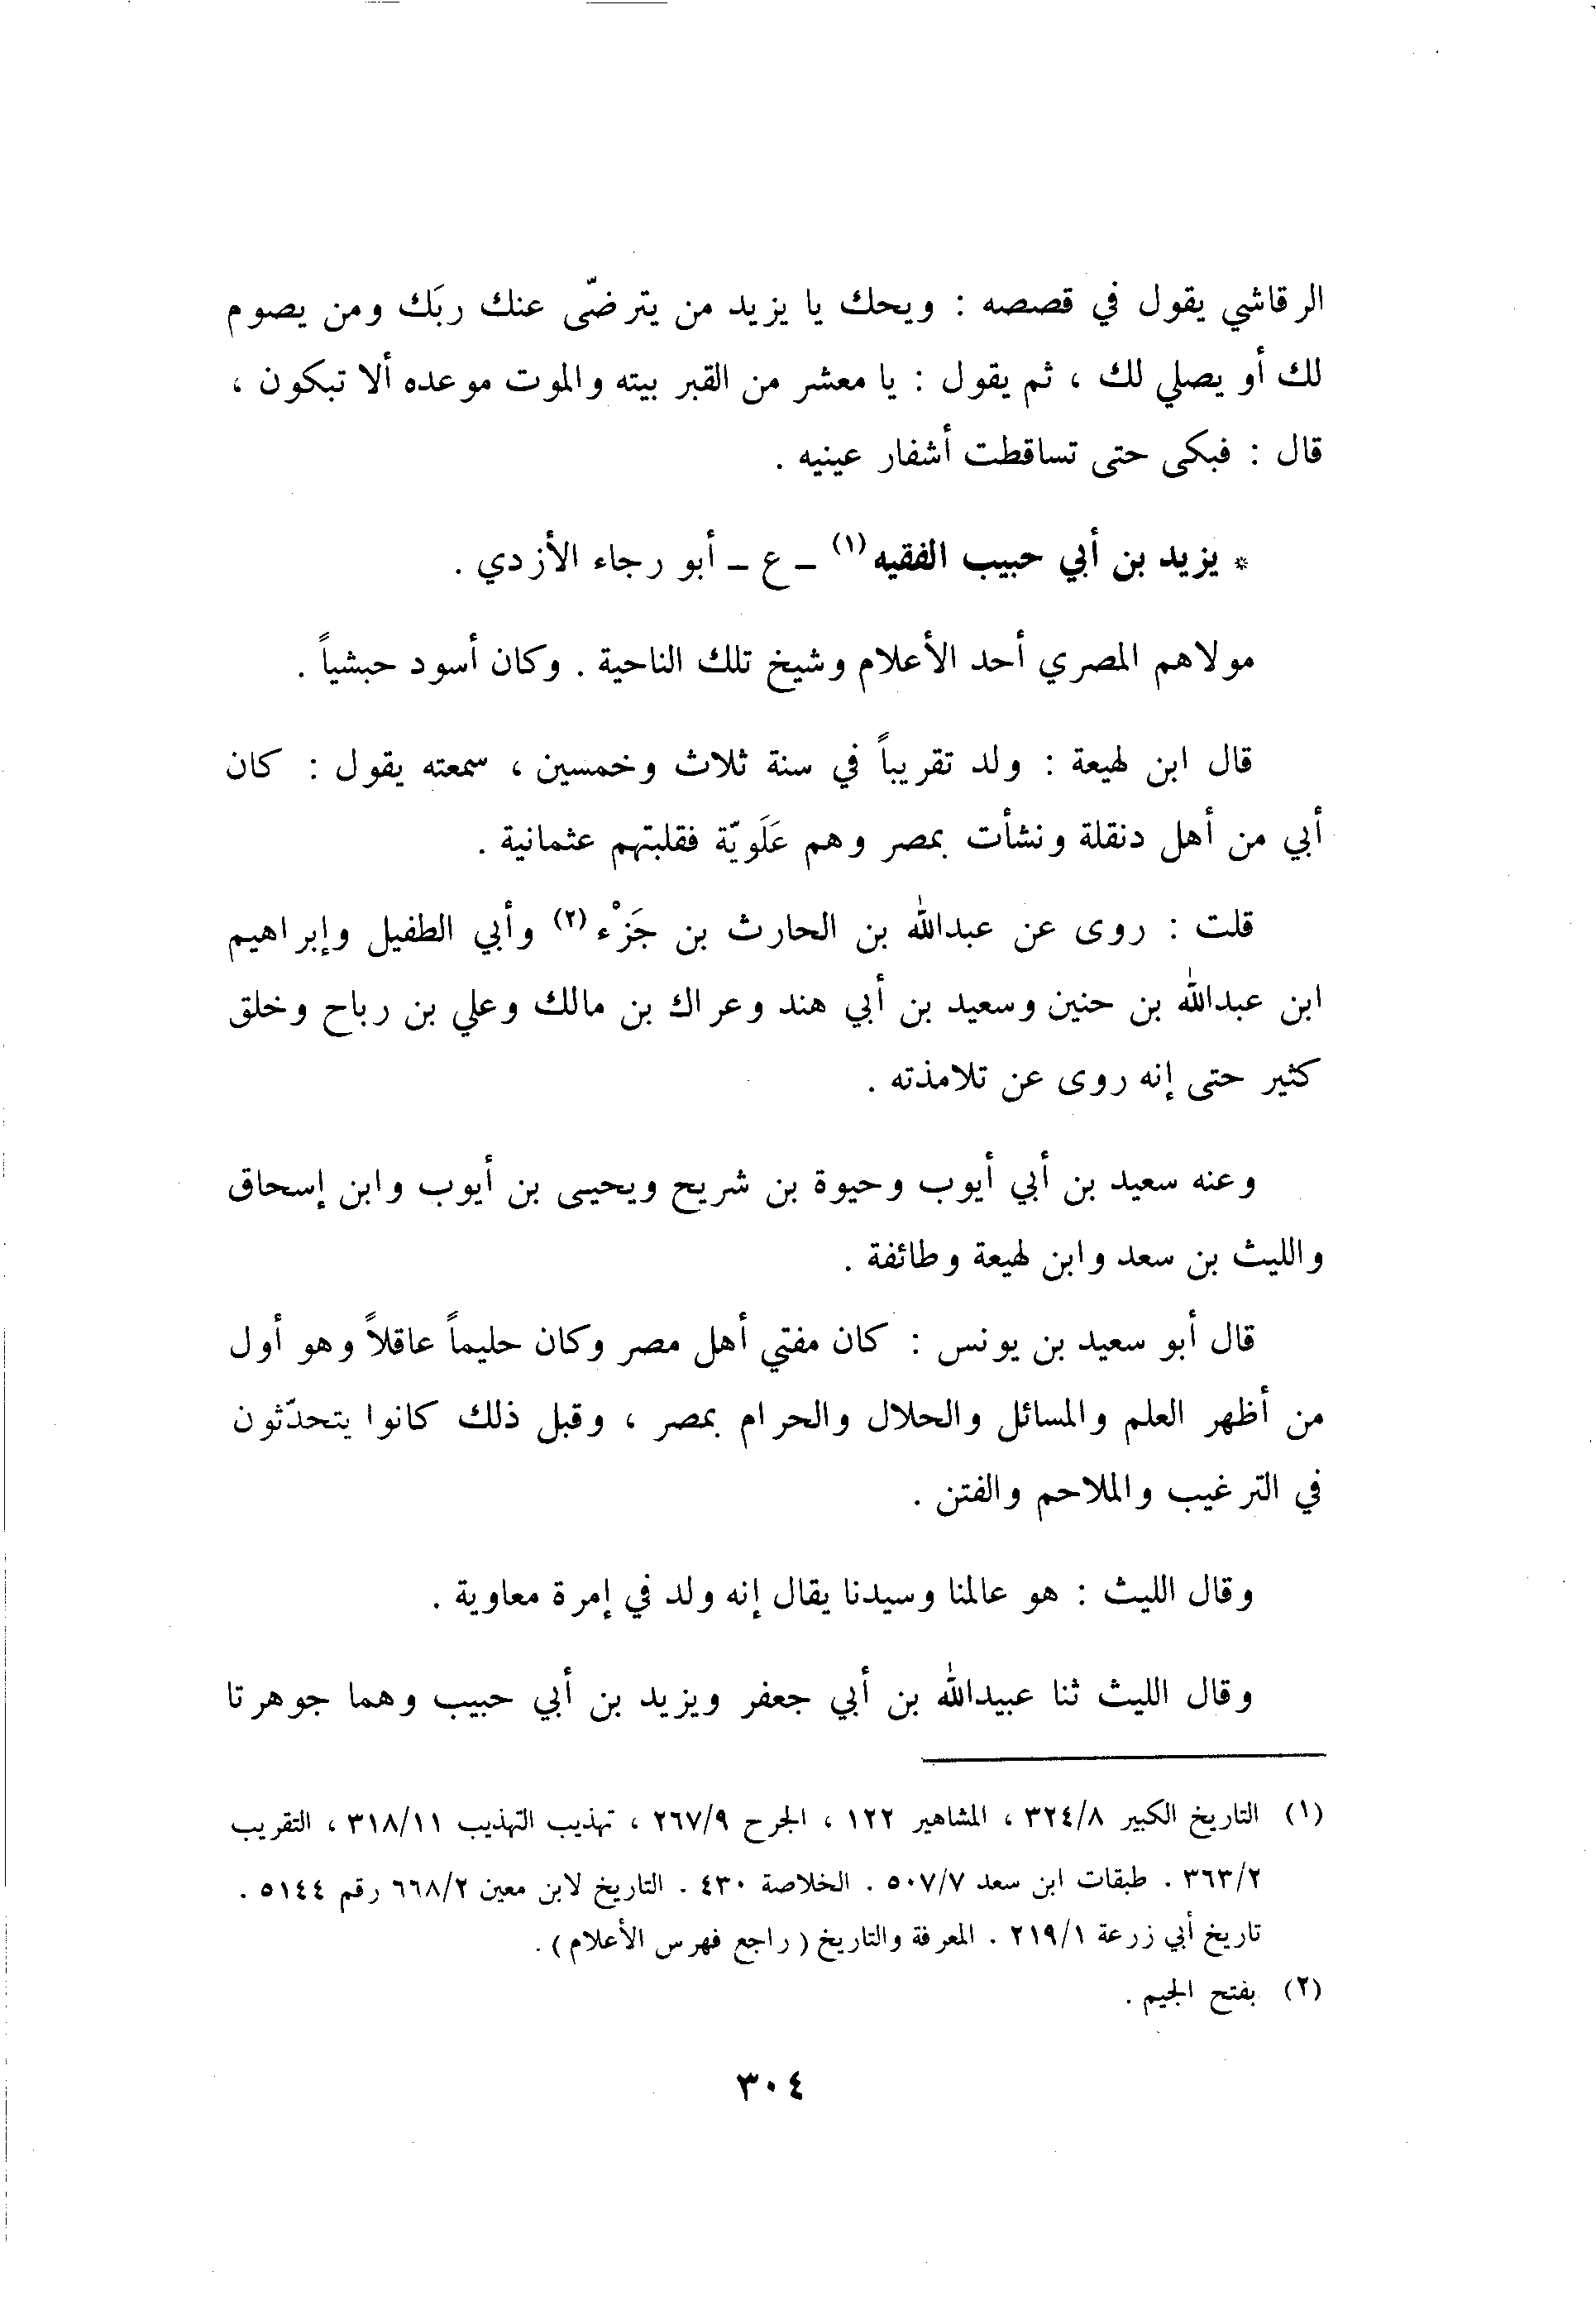 الرقاشي يقول في قصصه : ويحك يا يزيد من يترضّى عنك ربَك ومن يصوم
لك أو يصلي لك ، ثم يقول : يا معشر من القبر بيته والموت موعده ألا تبكون ،
قال : فبكى حتى تساقطت أشفار عينيه .
* يزيد بن أبي حبيب الفقيه (١) – ع – أبو رجاء الأزدي .
مولاهم المصري أحد الأعلام وشيخ تلك الناحية . وكان أسود حبشياً .
قال ابن لهيعة : ولد تقريباً في سنة ثلاث وخمسين ، سمعته يقول : كان
أبي من أهل دنقلة ونشأت بمصر وهم عَلَويّة فقلبتهم عثمانية .
قلت : روى عن عبدالله بن الحارث بن جَزْء (٢) وأبي الطفيل وإبراهيم
ابن عبدالله بن حنين وسعيد بن أبي هند وعراك بن مالك وعلي بن رباح وخلق
كثير حتى إنه روى عن تلامذته .
وعنه سعيد بن أبي أيوب وحيوة بن شريح ويحيى بن أيوب وابن إسحاق
والليث بن سعد وابن لهيعة وطائفة .
قال أبو سعيد بن يونس : كان مفتي أهل مصر وكان حليماً عاقلاً وهو أول
من أظهر العلم والمسائل والحلال والحرام بمصر ، وقبل ذلك كانوا يتحدّثون
في الترغيب والملاحم والفتن .
وقال الليث : هو عالمنا وسيدنا يقال إنه ولد في إمرة معاوية .
وقال الليث ثنا عبيدالله بن أبي جعفر ويزيد بن أبي حبيب وهما جوهرتا
(١) التاريخ الكبير ٣٢٤/٨ ، المشاهير ١٢٢ ، الجرح ٢٦٧/٩ ، تهذيب التهذيب ٣١٨/١١ ، التقريب
٣٦٣/٢ . طبقات ابن سعد ٥٠٧/٧ . الخلاصة ٤٣٠ . التاريخ لابن معين ٦٦٨/٢ رقم ٥١٤٤ .
تاريخ أبي زرعة ٢١٩/١ . المعرفة والتاريخ ( راجع فهرس الأعلام ) .
(٢) بفتح الجيم .
٣٠٤